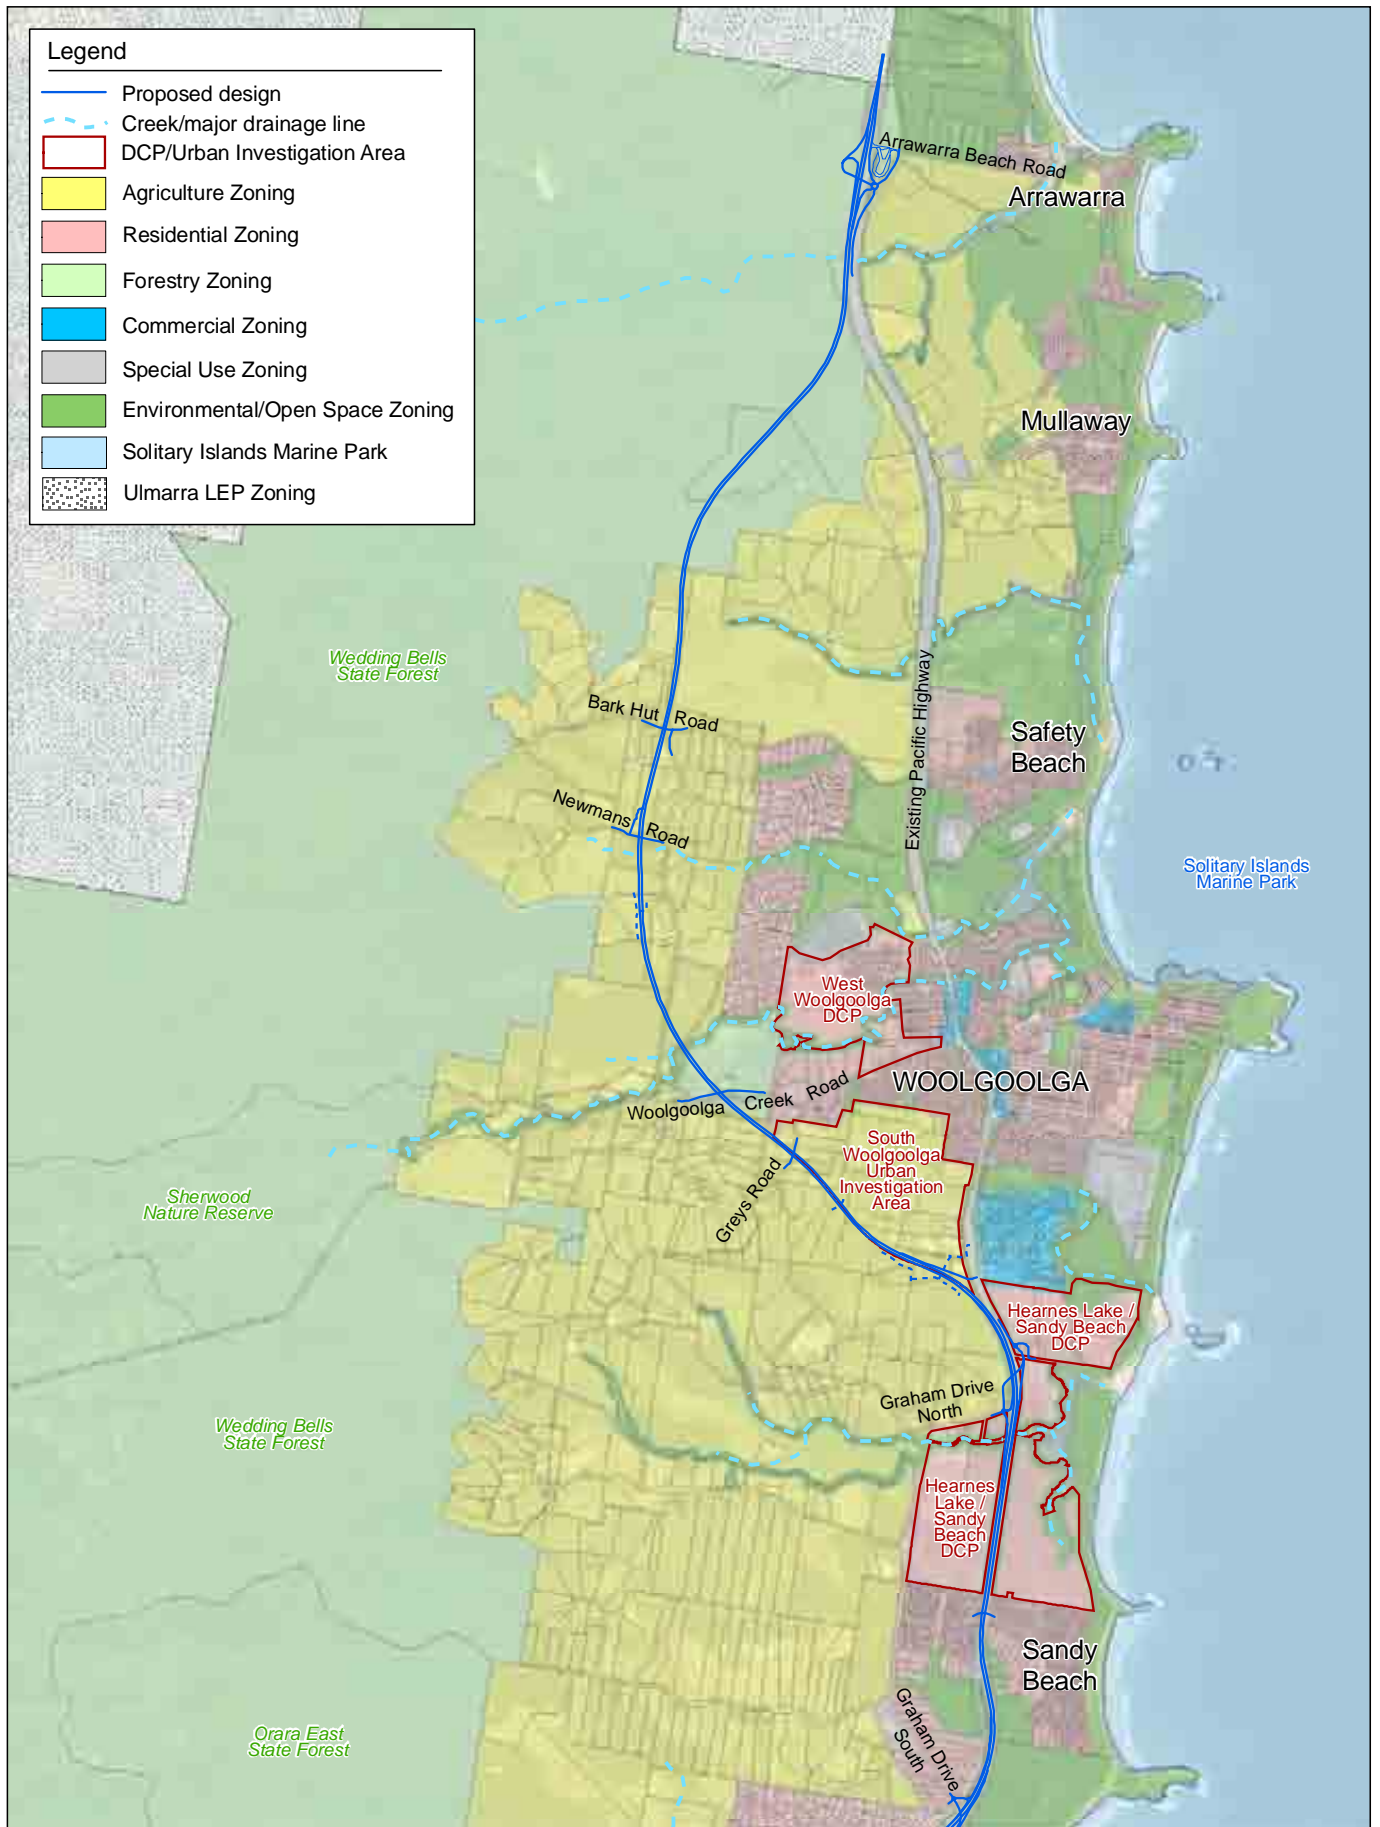 Legend
Proposed design
Creek/major drainage line
DCP/Urban Investigation Area
Agriculture Zoning
Residential Zoning
Forestry Zoning
Commercial Zoning
Special Use Zoning
Environmental/Open Space Zoning
Solitary Islands Marine Park
Ulmarra LEP Zoning
Arrawarra Beach Road
Arrawarra
Mullaway
Wedding Bells
State Forest
Existing Pacific Highway
Bark Hut Road
Safety
Beach
Newmans Road
Solitary Islands
Marine Park
West
Woolgoolga
DCP
WOOLGOOLGA
Woolgoolga Creek Road
South
Woolgoolga
Urban
Investigation
Area
Greys Road
Sherwood
Nature Reserve
Hearnes Lake /
Sandy Beach
DCP
Graham Drive
North
Wedding Bells
State Forest
Hearnes
Lake /
Sandy
Beach
DCP
Sandy
Beach
Graham Drive
South
Orara East
State Forest